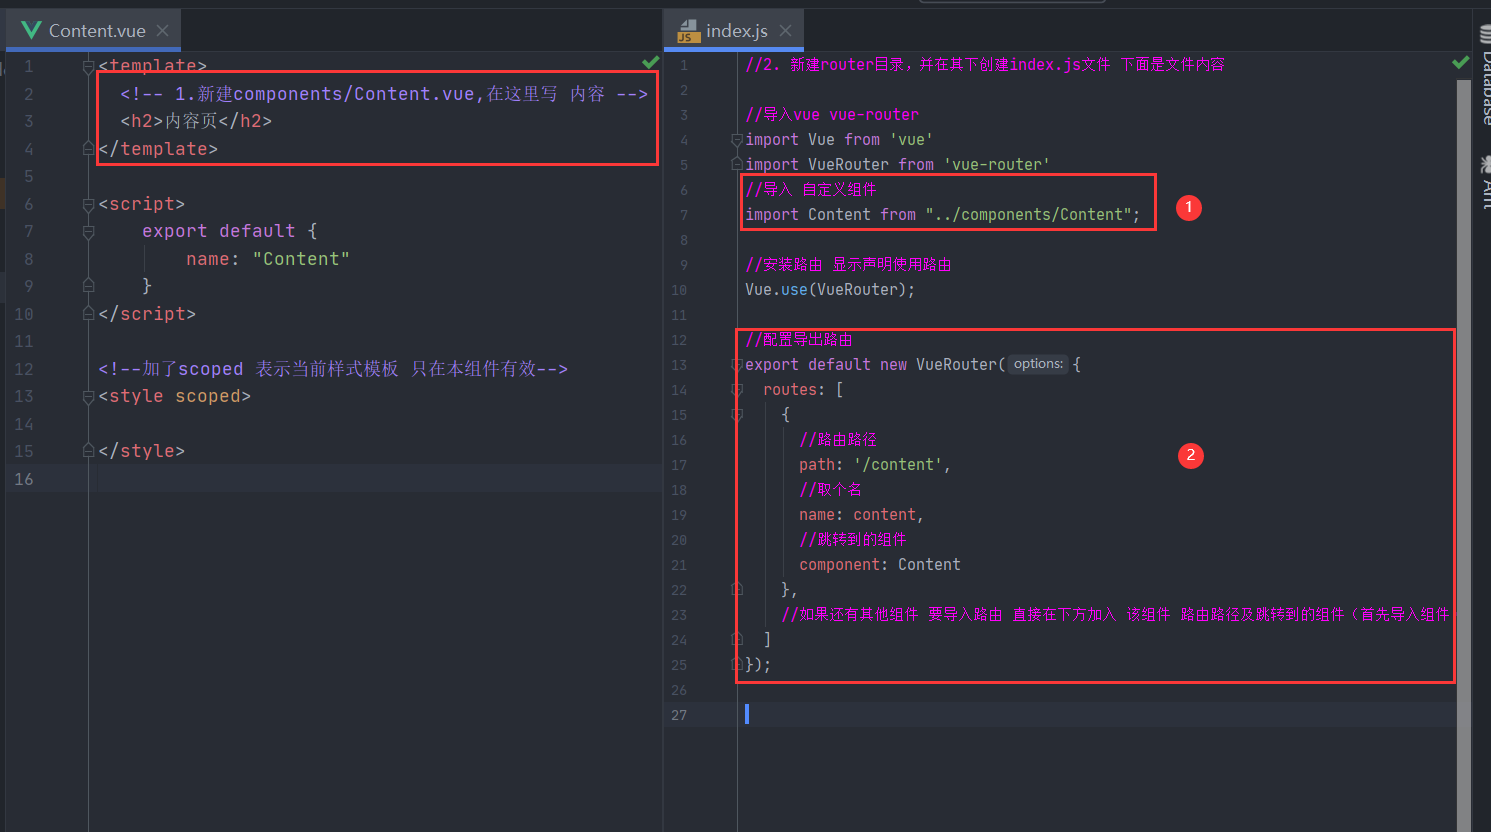 Content.vue
1 <template>
2 <!-- 1.新建components/Content.vue,在这里写 内容 -->
3 <h2>内容页</h2>
4 </template>
5
6 <script>
7 export default {
8 name: "Content"
9 }
10 </script>
11
12 <!--加了scoped 表示当前样式模板 只在本组件有效-->
13 <style scoped>
14
15 </style>
16
index.js
JS
1 //2. 新建router目录，并在其下创建index.js文件 下面是文件内容
2
3 //导入vue vue-router
4 import Vue from 'vue'
5 import VueRouter from 'vue-router'
6 //导入 自定义组件
7 import Content from "../components/Content";
1
8
9 //安装路由 显示声明使用路由
10 Vue.use(VueRouter);
11
12 //配置导出路由
13 export default new VueRouter( options: {
14 routes: [
15 {
16 //路由路径
17 path: '/content',
2
18 //取个名
19 name: content,
20 //跳转到的组件
21 component: Content
22 },
23 //如果还有其他组件 要导入路由 直接在下方加入 该组件 路由路径及跳转到的组件（首先导入组件
24 ]
25 });
26
27
Database
Ant